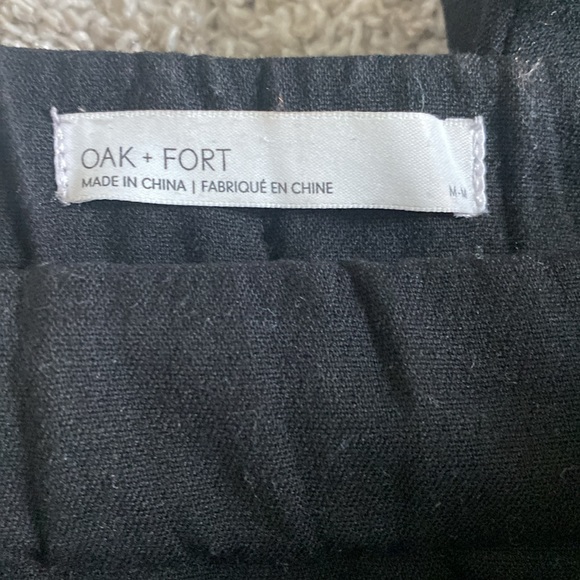 OAK + FORT
MADE IN CHINA | FABRIQUÉ EN CHINE
M-M